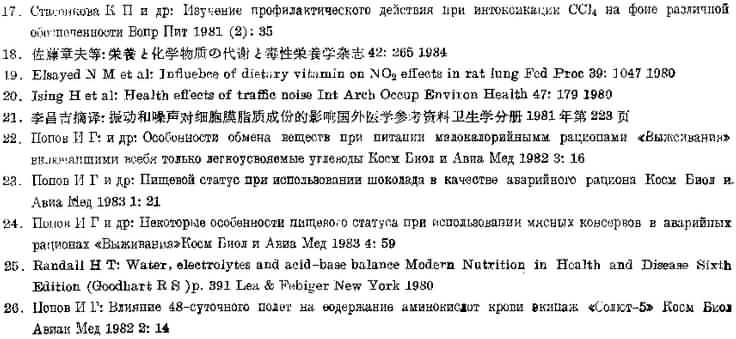 17. Стасюкова К П и др: Изучение профилактического действия при интоксикации CCl₄ на фоне различной
обеспеченности Вопр Пит 1981 (2): 35
18. 佐藤章夫等: 栄養と化学物质の代谢と毒性栄養学杂志 42: 265 1984
19. Elsayed N M et al: Influebce of dietary vitamin on NO₂ effects in rat lung Fed Proc 39: 1047 1980
20. Ising H et al: Health effects of traffic noise Int Arch Occup Environ Health 47: 179 1980
21. 李昌吉摘译: 振动和噪声对细胞膜脂质成份的影响国外医学参考资料卫生学分册 1981 年第 223 页
22. Попов И Г: и др: Особонности обмена веществ при питании малокалорийнымм рационами «Выжсивания»
включающими всебя только легкоусвояемые углеводы Косм Биол и Авиа Мед 1982 3: 16
23. Попов И Г и др: Пищевой статус при использовании шоколада в качестве аварийного рациона Косм Биол и
Авиа Мед 1983 1: 21
24. Попов И Г и др: Некоторые особенности пищевого статуса при использовании мясных консервов в аварийных
рационах «Выживания» Косм Биол и Авиа Мед 1983 4: 59
25. Randall H T: Water, electrolytes and acid-base balance Modern Nutrition in Health and Disease Sixth
Edition (Goodhart R S )p. 391 Lea & Febiger New York 1980
26. Попов И Г: Влияние 48-суточного полет на содержание аминокислот крови экипаж «Солют-5» Косм Биол
Авиак Мед 1982 2: 14